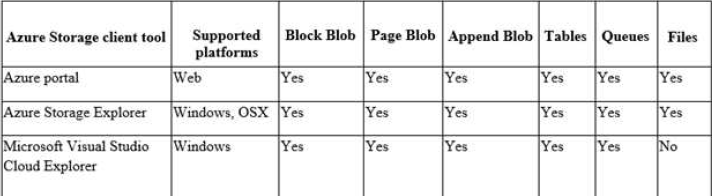 Azure Storage client tool Supported platforms Block Blob Page Blob Append Blob Tables Queues Files
Azure portal Web Yes Yes Yes Yes Yes Yes
Azure Storage Explorer Windows, OSX Yes Yes Yes Yes Yes Yes
Microsoft Visual Studio Cloud Explorer Windows Yes Yes Yes Yes Yes No